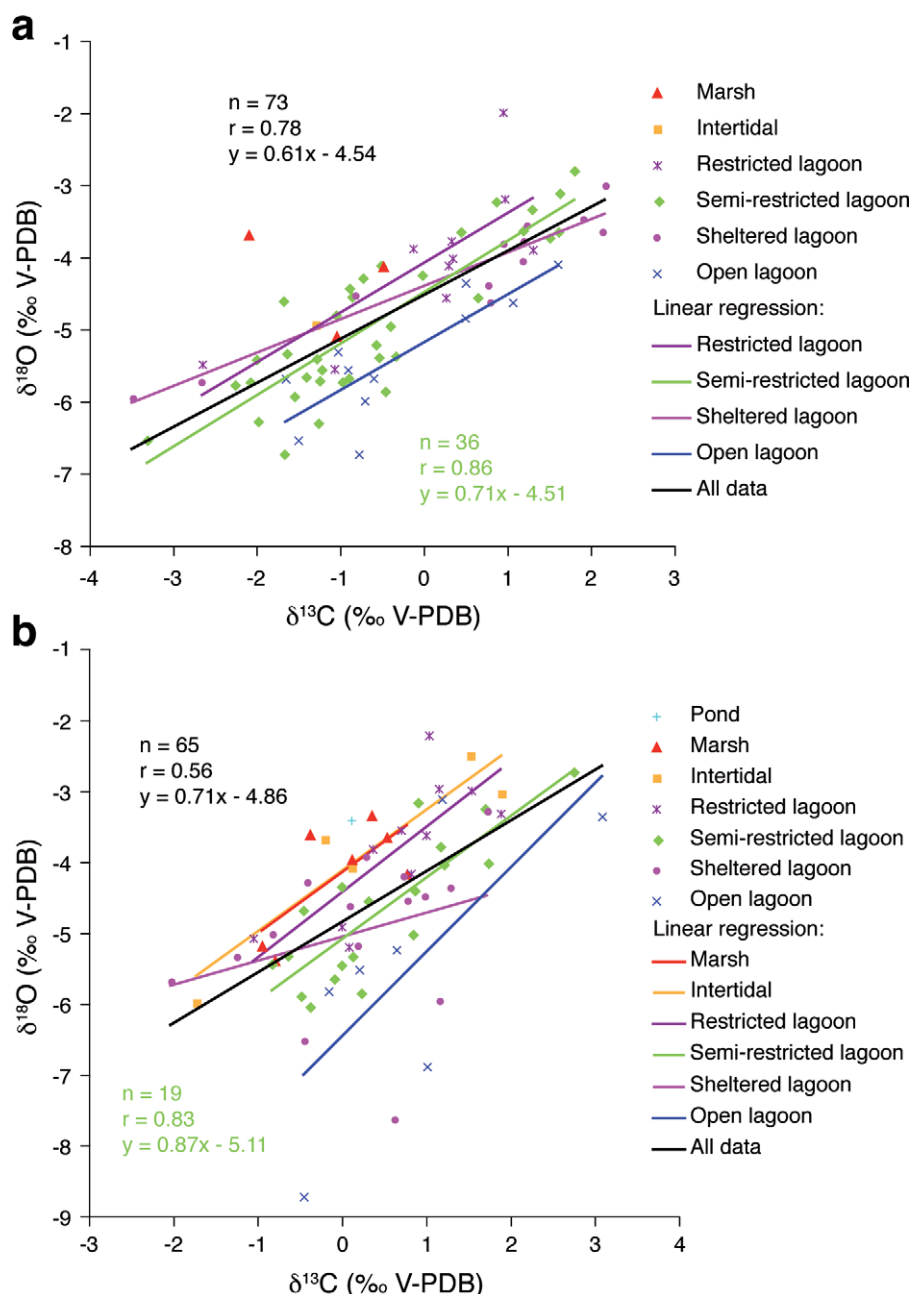 a
-1
-2
-3
-4
-5
-6
-7
-8
δ18O (‰ V-PDB)
n = 73
r = 0.78
y = 0.61x - 4.54
n = 36
r = 0.86
y = 0.71x - 4.51
-4 -3 -2 -1 0 1 2 3
δ13C (‰ V-PDB)
Marsh
Intertidal
Restricted lagoon
Semi-restricted lagoon
Sheltered lagoon
Open lagoon
Linear regression:
Restricted lagoon
Semi-restricted lagoon
Sheltered lagoon
Open lagoon
All data
b
-1
-2
-3
-4
-5
-6
-7
-8
-9
δ18O (‰ V-PDB)
n = 65
r = 0.56
y = 0.71x - 4.86
n = 19
r = 0.83
y = 0.87x - 5.11
-3 -2 -1 0 1 2 3 4
δ13C (‰ V-PDB)
Pond
Marsh
Intertidal
Restricted lagoon
Semi-restricted lagoon
Sheltered lagoon
Open lagoon
Linear regression:
Marsh
Intertidal
Restricted lagoon
Semi-restricted lagoon
Sheltered lagoon
Open lagoon
All data